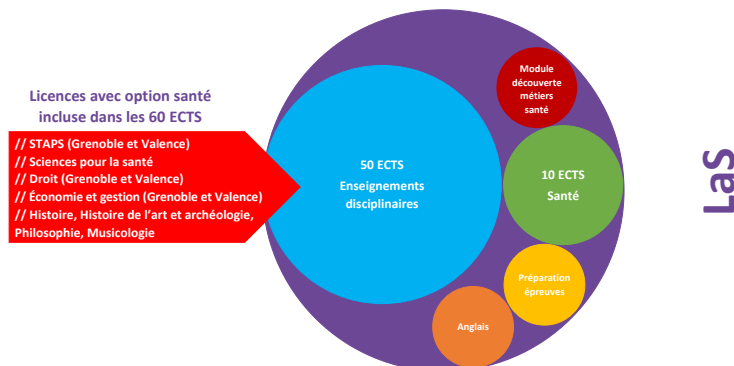 Licences avec option santé
incluse dans les 60 ECTS
// STAPS (Grenoble et Valence)
// Sciences pour la santé
// Droit (Grenoble et Valence)
// Économie et gestion (Grenoble et Valence)
// Histoire, Histoire de l'art et archéologie,
Philosophie, Musicologie
50 ECTS
Enseignements
disciplinaires
Module
découverte
métiers
santé
10 ECTS
Santé
Préparation
épreuves
Anglais
LaS